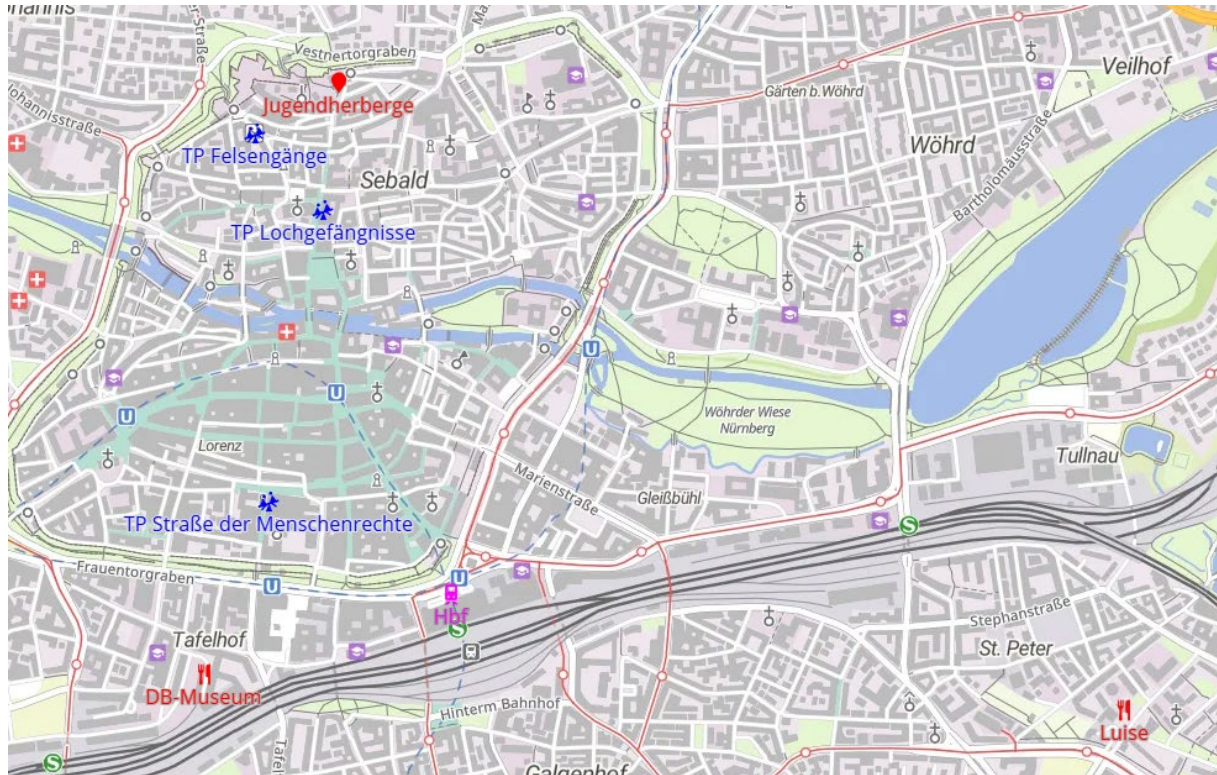 Vestnertorgraben
Veilhof
Jugendherberge
Gärten b. Wöhrd
Johannisstraße
TP Felsengänge
Wöhrd
Sebald
Bartholomäusstraße
TP Lochgefängnisse
U
U
U
Wöhrder Wiese
Nürnberg
Lorenz
Tullnau
Marienstraße
Gleißbühl
TP Straße der Menschenrechte
S
Frauentorgraben
U
U
Hbf
S
Stephanstraße
Tafelhof
St. Peter
DB-Museum
Hinterm Bahnhof
Luise
S
Galgenhof